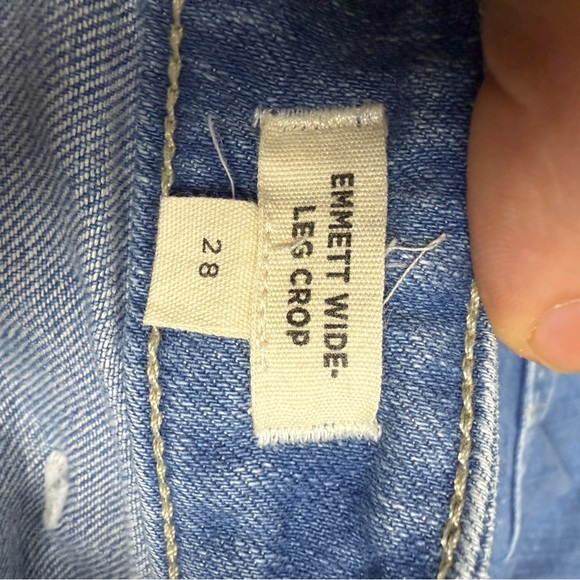 EMMETT WIDE-
LEG CROP
28